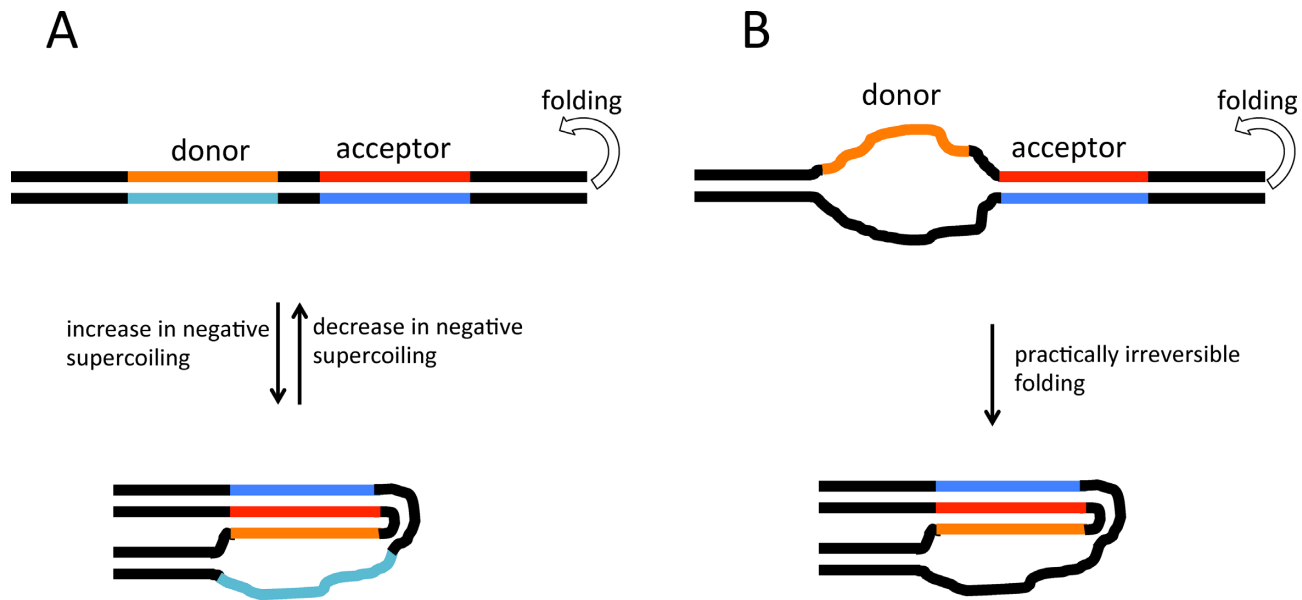 A
folding
donor
acceptor
increase in negative
supercoiling
decrease in negative
supercoiling
B
donor
folding
acceptor
practically irreversible
folding